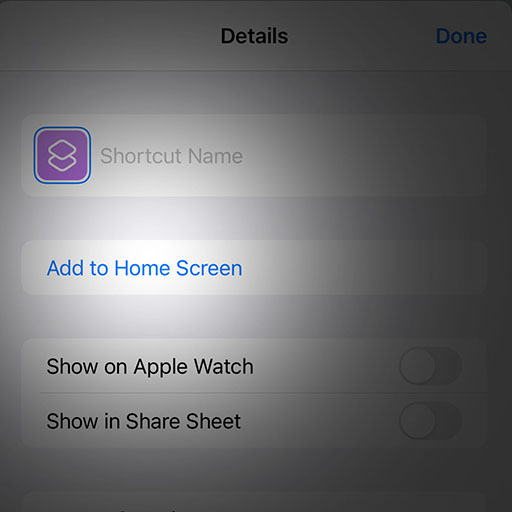 Details
Done
Shortcut Name
Add to Home Screen
Show on Apple Watch
Show in Share Sheet